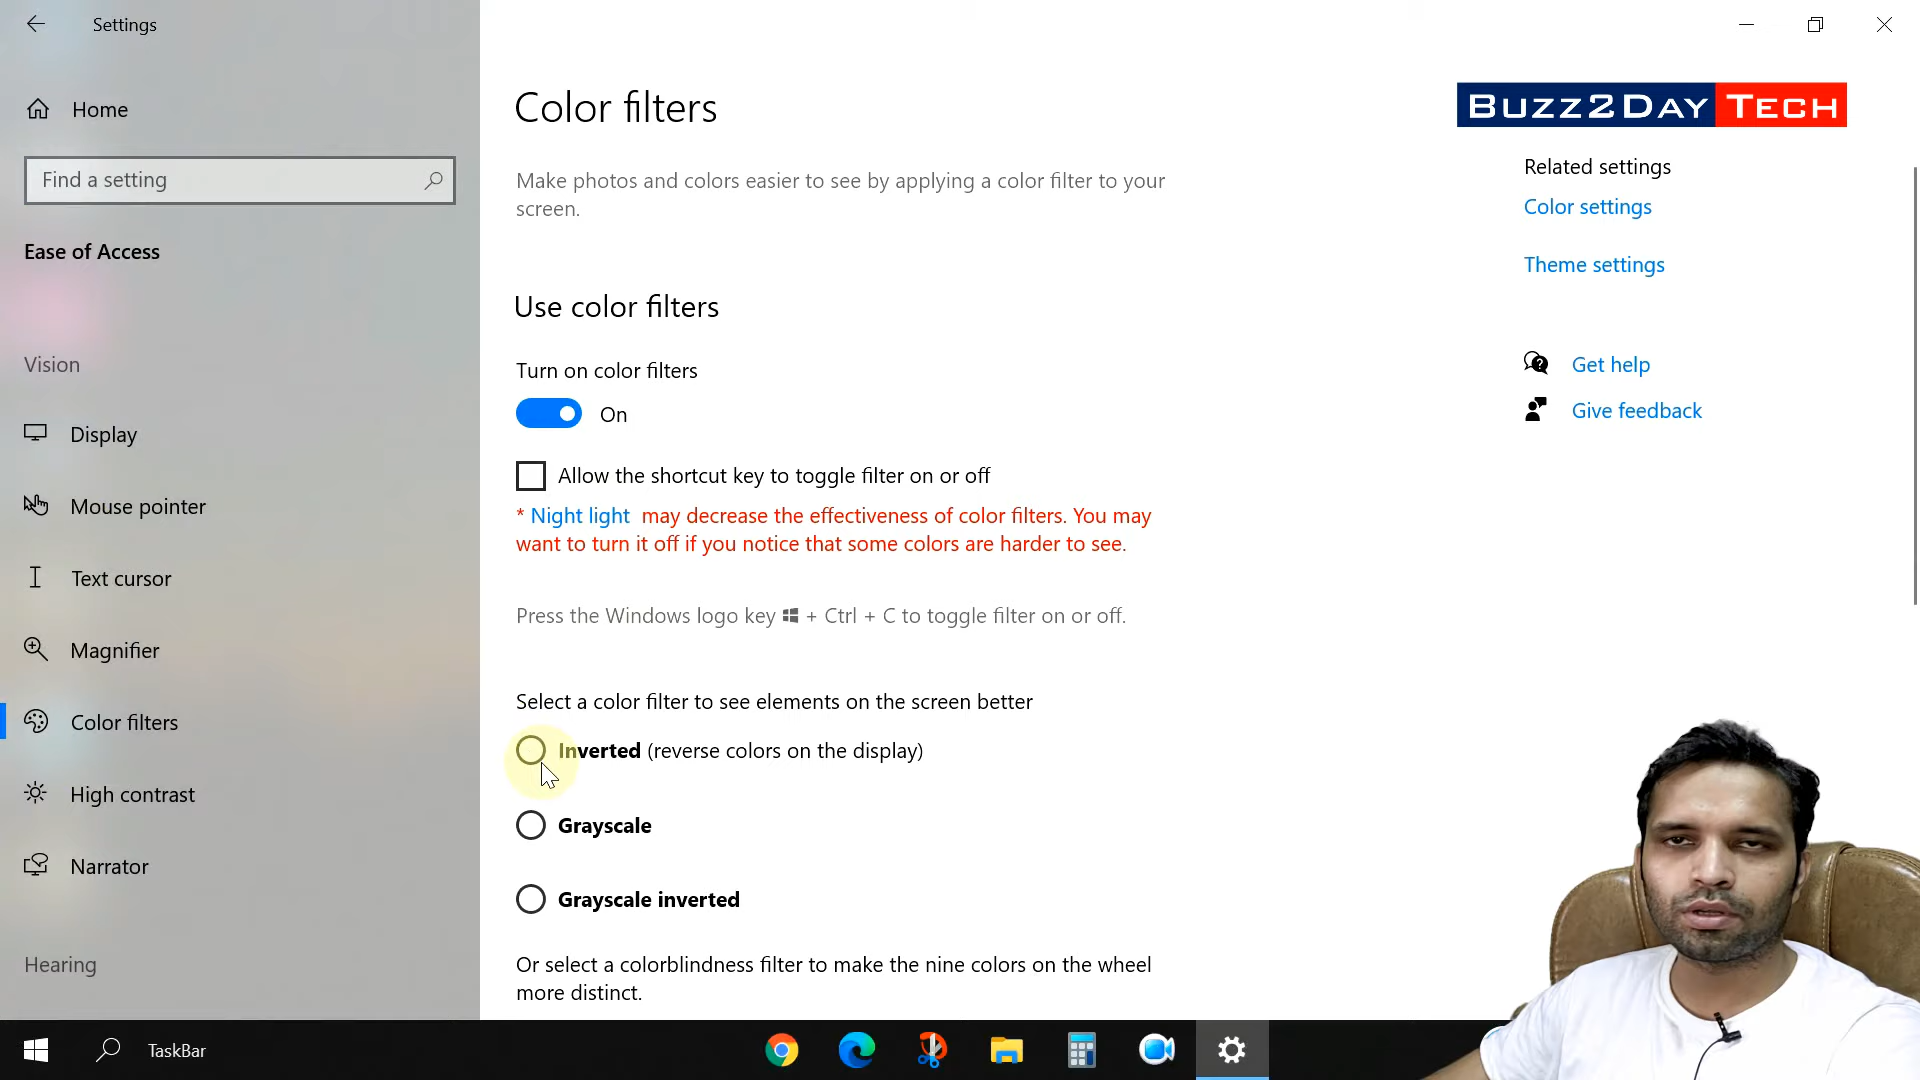 Settings
Home
Find a setting
Ease of Access
Vision
Display
Mouse pointer
Text cursor
Magnifier
Color filters
High contrast
Narrator
Hearing
Color filters
Make photos and colors easier to see by applying a color filter to your
screen.
Use color filters
Turn on color filters
On
Allow the shortcut key to toggle filter on or off
* Night light may decrease the effectiveness of color filters. You may
want to turn it off if you notice that some colors are harder to see.
Press the Windows logo key + Ctrl + C to toggle filter on or off.
Select a color filter to see elements on the screen better
Inverted (reverse colors on the display)
Grayscale
Grayscale inverted
Or select a colorblindness filter to make the nine colors on the wheel
more distinct.
BUZZ2DAY TECH
Related settings
Color settings
Theme settings
Get help
Give feedback
TaskBar